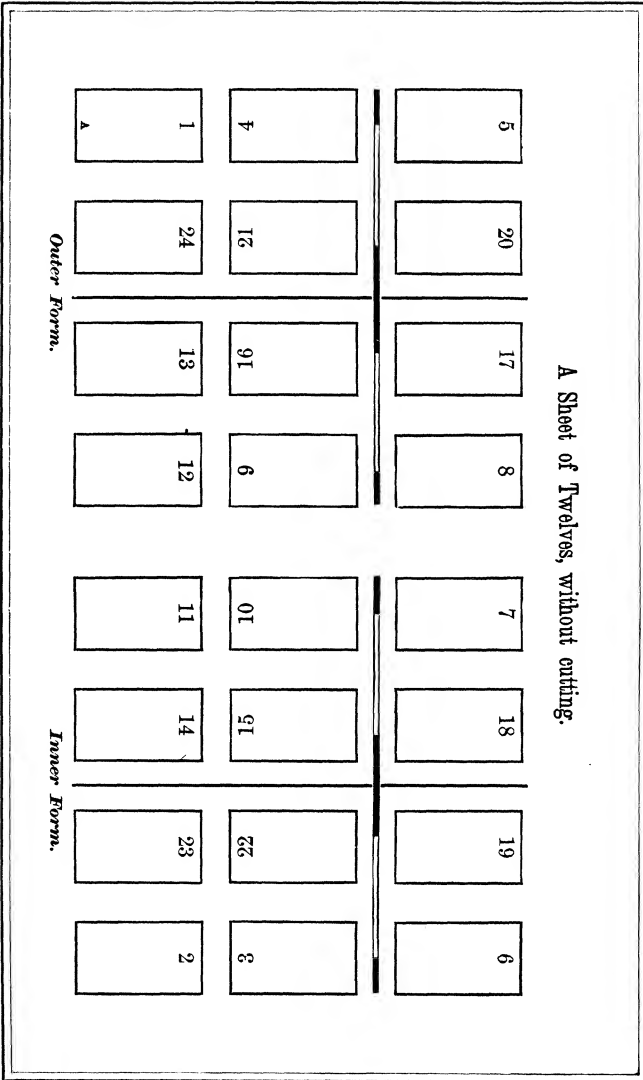 A Sheet of Twelves, without cutting.
5 20 17 8 7 18 19 6
4 21 16 9 10 15 22 3
1 24 13 12 11 14 23 2
A
Outer Form. Inner Form.